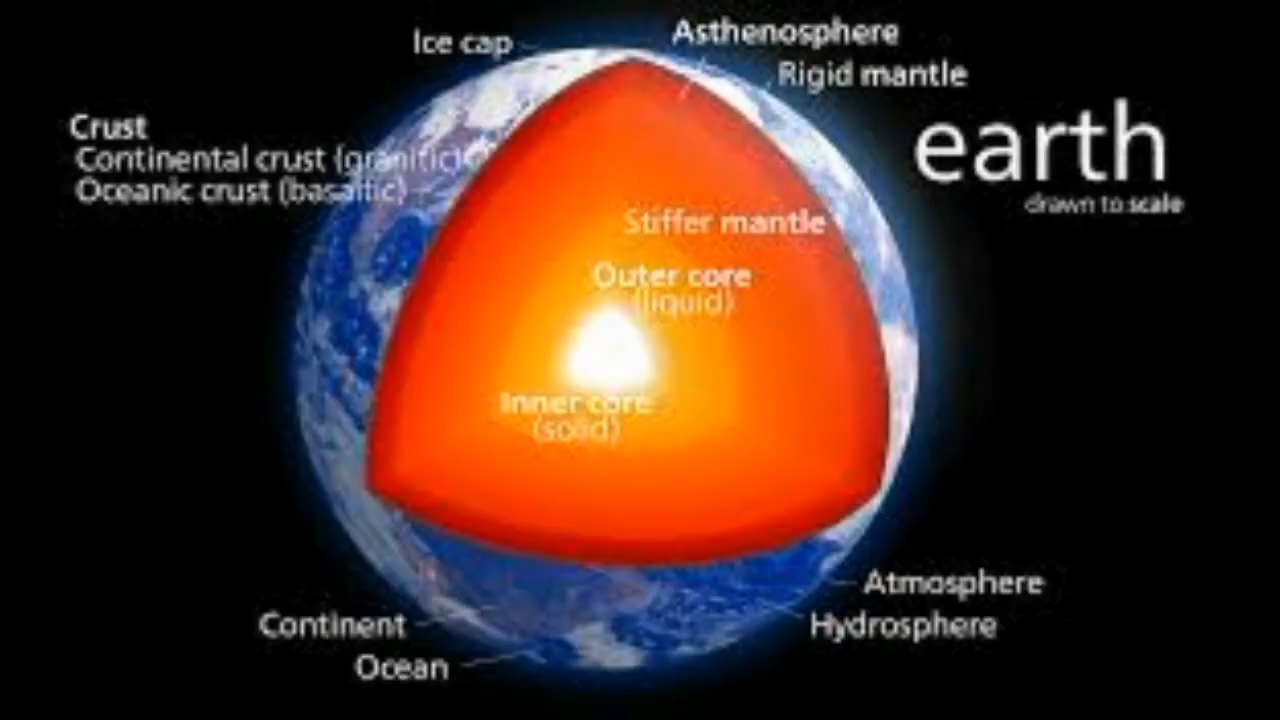 Ice cap
Asthenosphere
Rigid mantle
Crust
Continental crust (granitic)
Oceanic crust (basaltic)
earth
drawn to scale
Stiffer mantle
Outer core
(liquid)
Inner core
(solid)
Atmosphere
Continent
Hydrosphere
Ocean